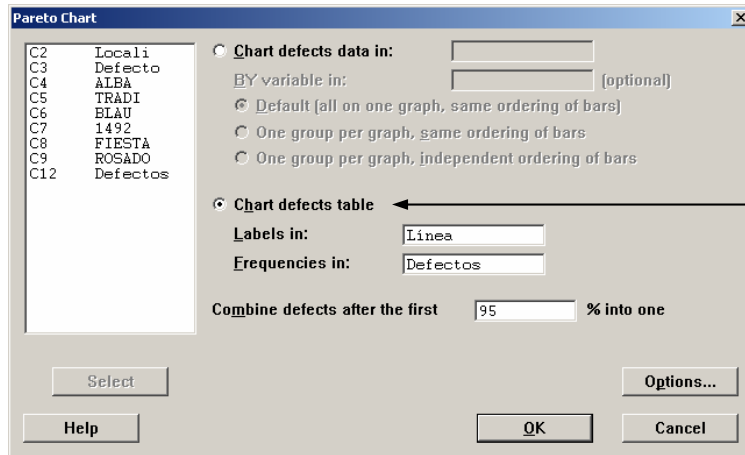 Pareto Chart
C2 Locali
C3 Defecto
C4 ALBA
C5 TRADI
C6 BLAU
C7 1492
C8 FIESTA
C9 ROSADO
C12 Defectos
Chart defects data in:
BY variable in: (optional)
Default (all on one graph, same ordering of bars)
One group per graph, same ordering of bars
One group per graph, independent ordering of bars
Chart defects table
Labels in: Línea
Frequencies in: Defectos
Combine defects after the first 95 % into one
Select
Options...
Help
OK
Cancel